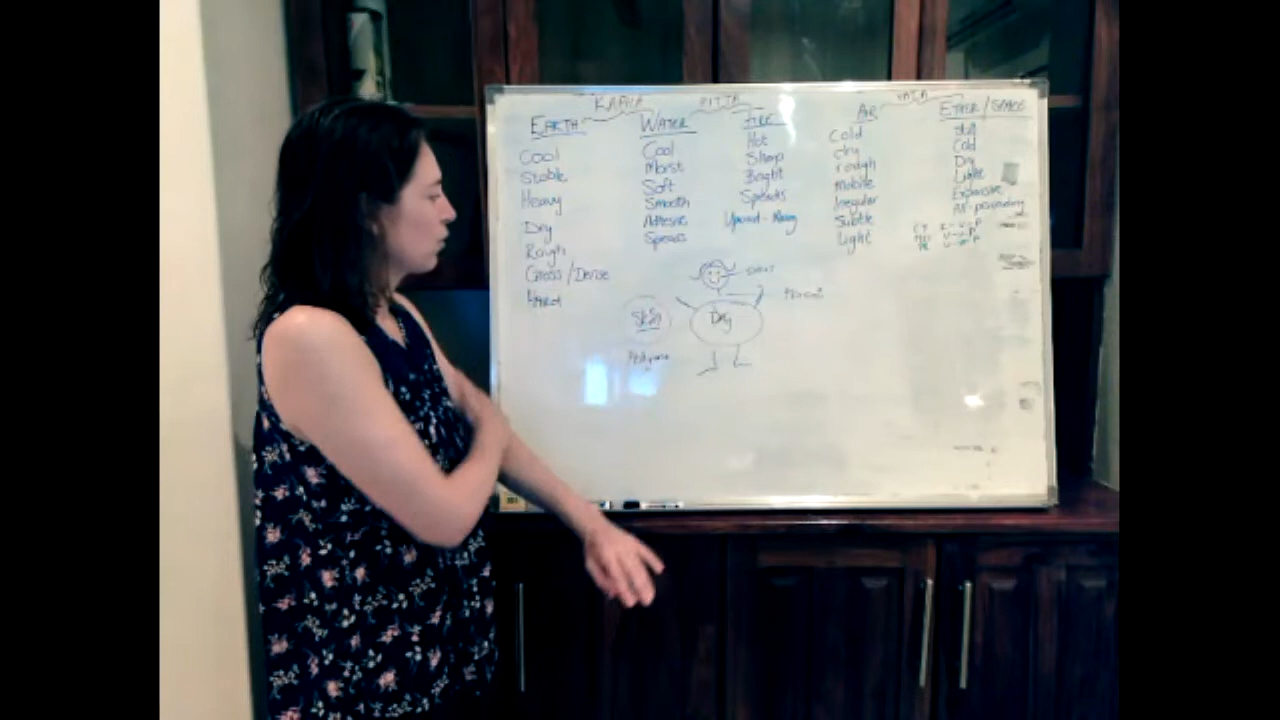 KAPHA PITTA VATA
EARTH
Cool
Stable
Heavy
Dry
Rough
Gross/Dense
Hard
WATER
Cool
Moist
Soft
Smooth
Adhesive
Spreads
FIRE
Hot
Sharp
Bright
Spreads
Upward-Rising
AIR
Cold
dry
rough
Mobile
Irregular
Subtle
Light
ETHER/SPACE
Still
Cold
Dry
Light
Expansive
All-pervading
Skin
Dry